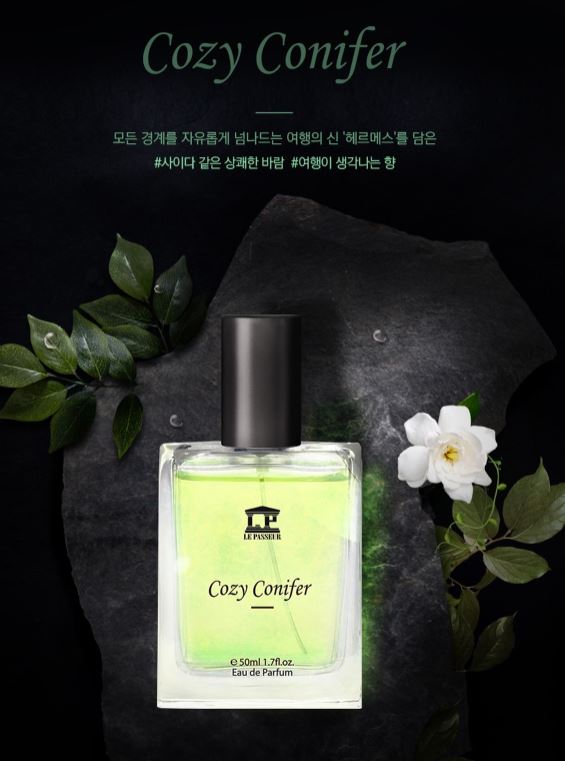 Cozy Conifer
모든 경계를 자유롭게 넘나드는 여행의 신 '헤르메스'를 담은
#사이다 같은 상쾌한 바람 #여행이 생각나는 향
LP
LE PASSEUR
Cozy Conifer
℮ 50ml 1.7fl.oz.
Eau de Parfum